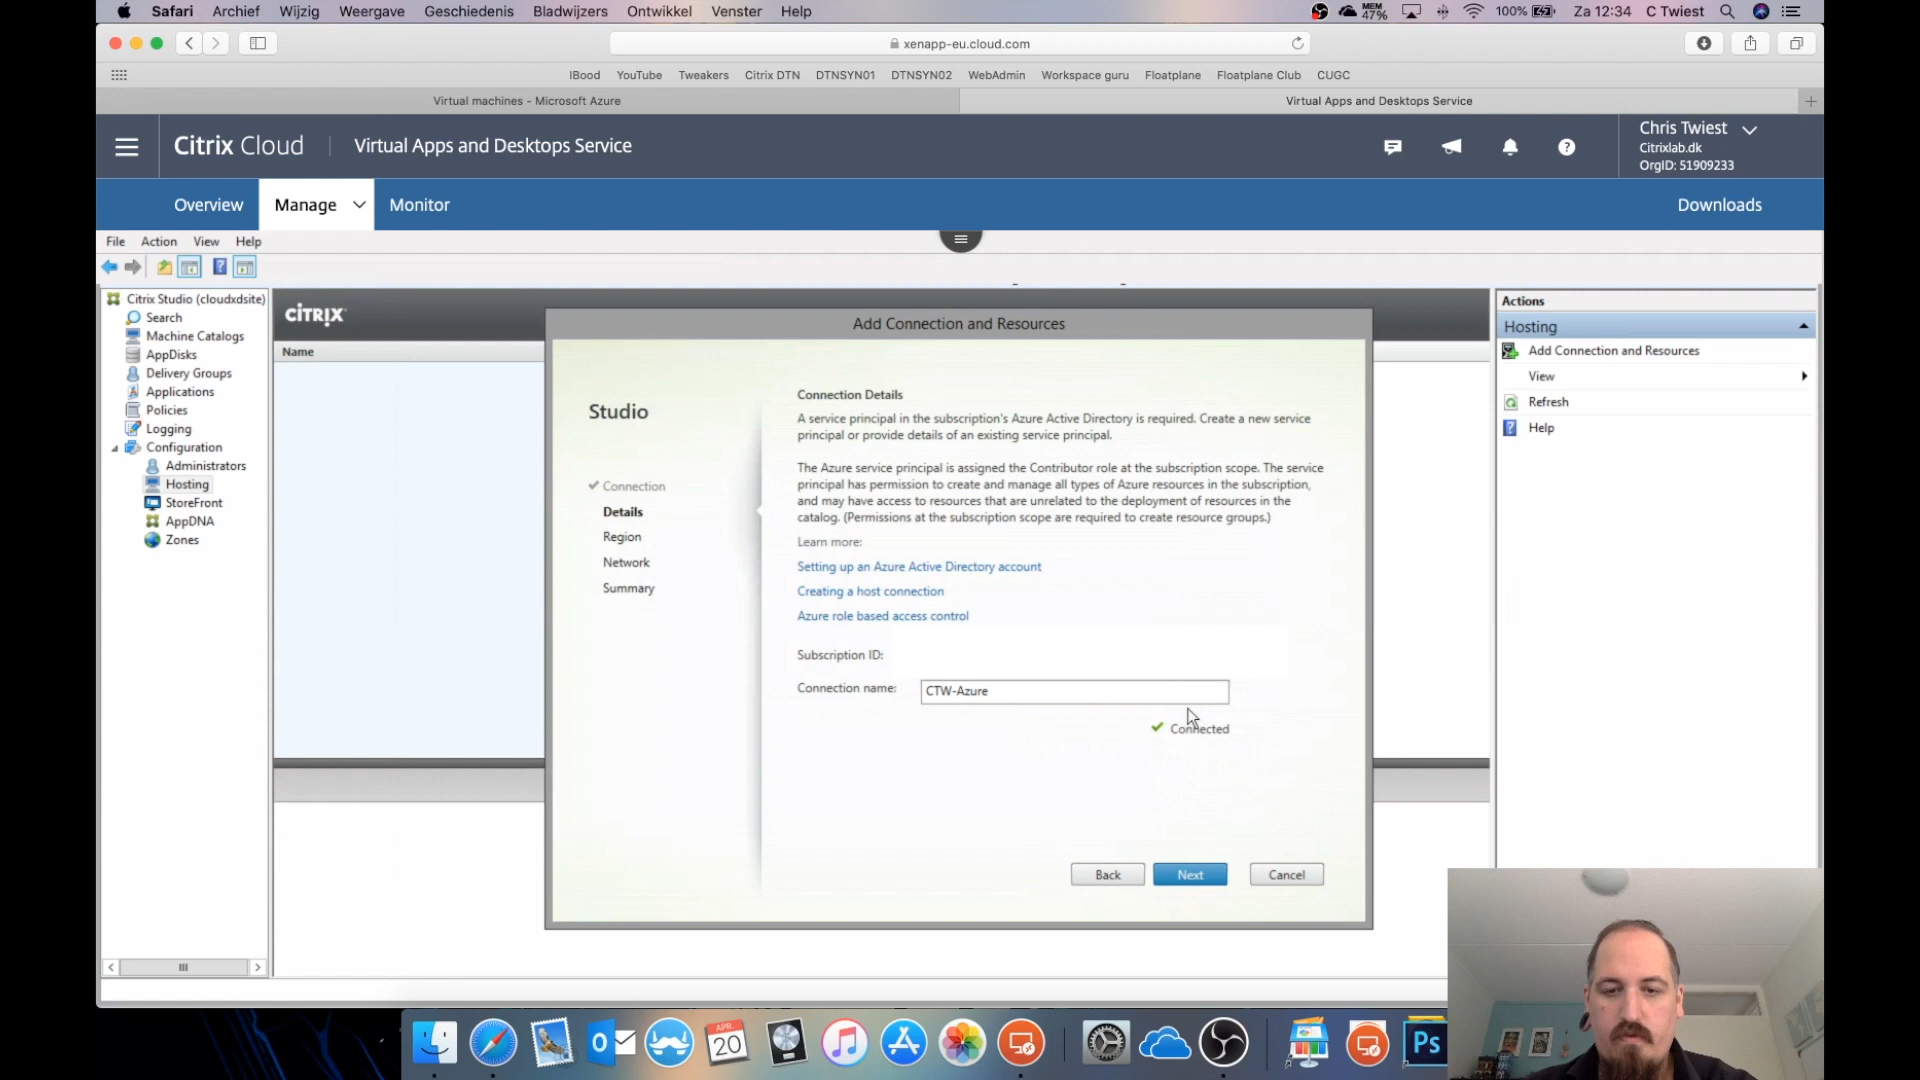 Safari Archief Wijzig Weergave Geschiedenis Bladwijzers Ontwikkel Venster Help MEM 47% 100% Za 12:34 C Twiest
xenapp-eu.cloud.com
IBood YouTube Tweakers Citrix DTN DTNSYN01 DTNSYN02 WebAdmin Workspace guru Floatplane Floatplane Club CUGC
Virtual machines - Microsoft Azure Virtual Apps and Desktops Service
Citrix Cloud Virtual Apps and Desktops Service
Chris Twiest
Citrixlab.dk
OrgID: 51909233
Overview Manage Monitor Downloads
File Action View Help
Citrix Studio (cloudxdsite)
Search
Machine Catalogs
AppDisks
Delivery Groups
Applications
Policies
Logging
Configuration
Administrators
Hosting
StoreFront
AppDNA
Zones
CITRIX
Name
Add Connection and Resources
Studio
Connection
Details
Region
Network
Summary
Connection Details
A service principal in the subscription's Azure Active Directory is required. Create a new service
principal or provide details of an existing service principal.
The Azure service principal is assigned the Contributor role at the subscription scope. The service
principal has permission to create and manage all types of Azure resources in the subscription,
and may have access to resources that are unrelated to the deployment of resources in the
catalog. (Permissions at the subscription scope are required to create resource groups.)
Learn more:
Setting up an Azure Active Directory account
Creating a host connection
Azure role based access control
Subscription ID:
Connection name: CTW-Azure
Connected
Back Next Cancel
Actions
Hosting
Add Connection and Resources
View
Refresh
Help
APR.
20
Ps